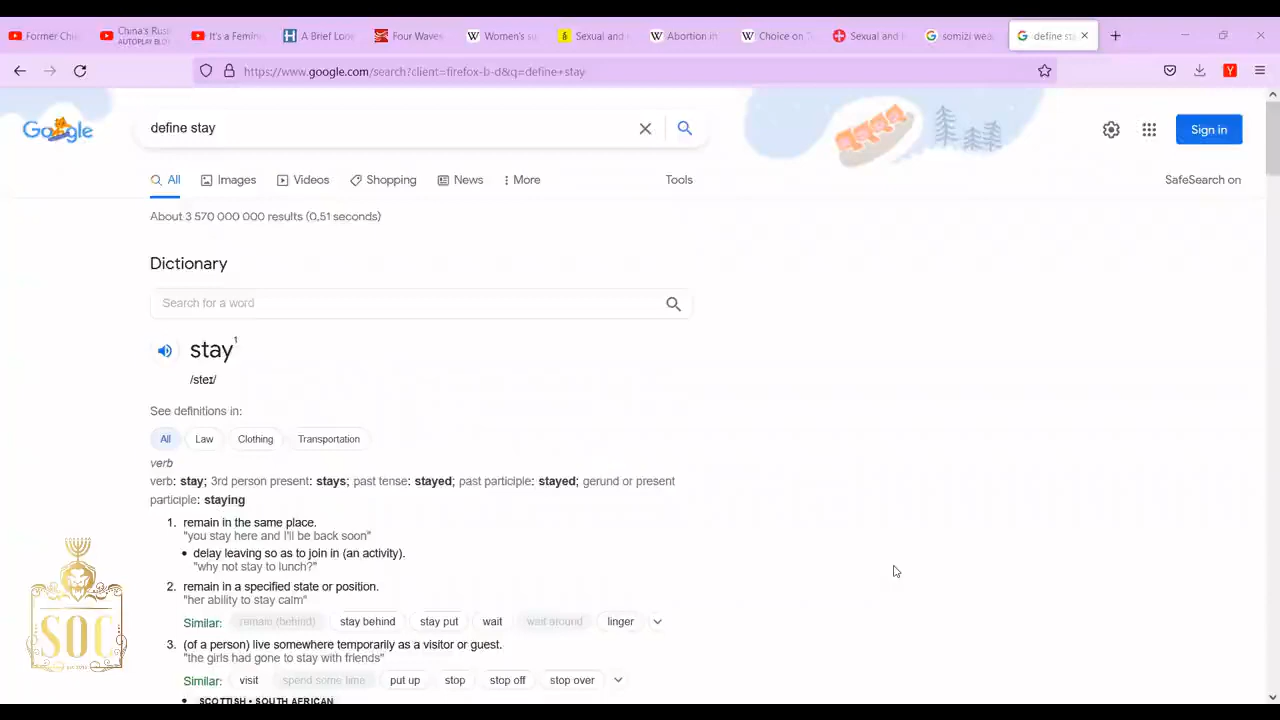 Former Chi
China's Rus
AUTOPLAY BLO
It's a Femin
A Brief Loo
Four Waves
Women's su
Sexual and r
Abortion in
Choice on T
Sexual and
somizi wea
define sta
https://www.google.com/search?client=firefox-b-d&q=define+stay
Google
define stay
Sign in
All
Images
Videos
Shopping
News
More
Tools
SafeSearch on
About 3 570 000 000 results (0,51 seconds)
Dictionary
Search for a word
stay¹
/steɪ/
See definitions in:
All
Law
Clothing
Transportation
verb
verb: stay; 3rd person present: stays; past tense: stayed; past participle: stayed; gerund or present
participle: staying
1. remain in the same place.
"you stay here and I'll be back soon"
• delay leaving so as to join in (an activity).
"why not stay to lunch?"
2. remain in a specified state or position.
"her ability to stay calm"
Similar: remain (behind) stay behind stay put wait wait around linger
3. (of a person) live somewhere temporarily as a visitor or guest.
"the girls had gone to stay with friends"
Similar: visit spend some time put up stop stop off stop over
• SCOTTISH • SOUTH AFRICAN
SOC